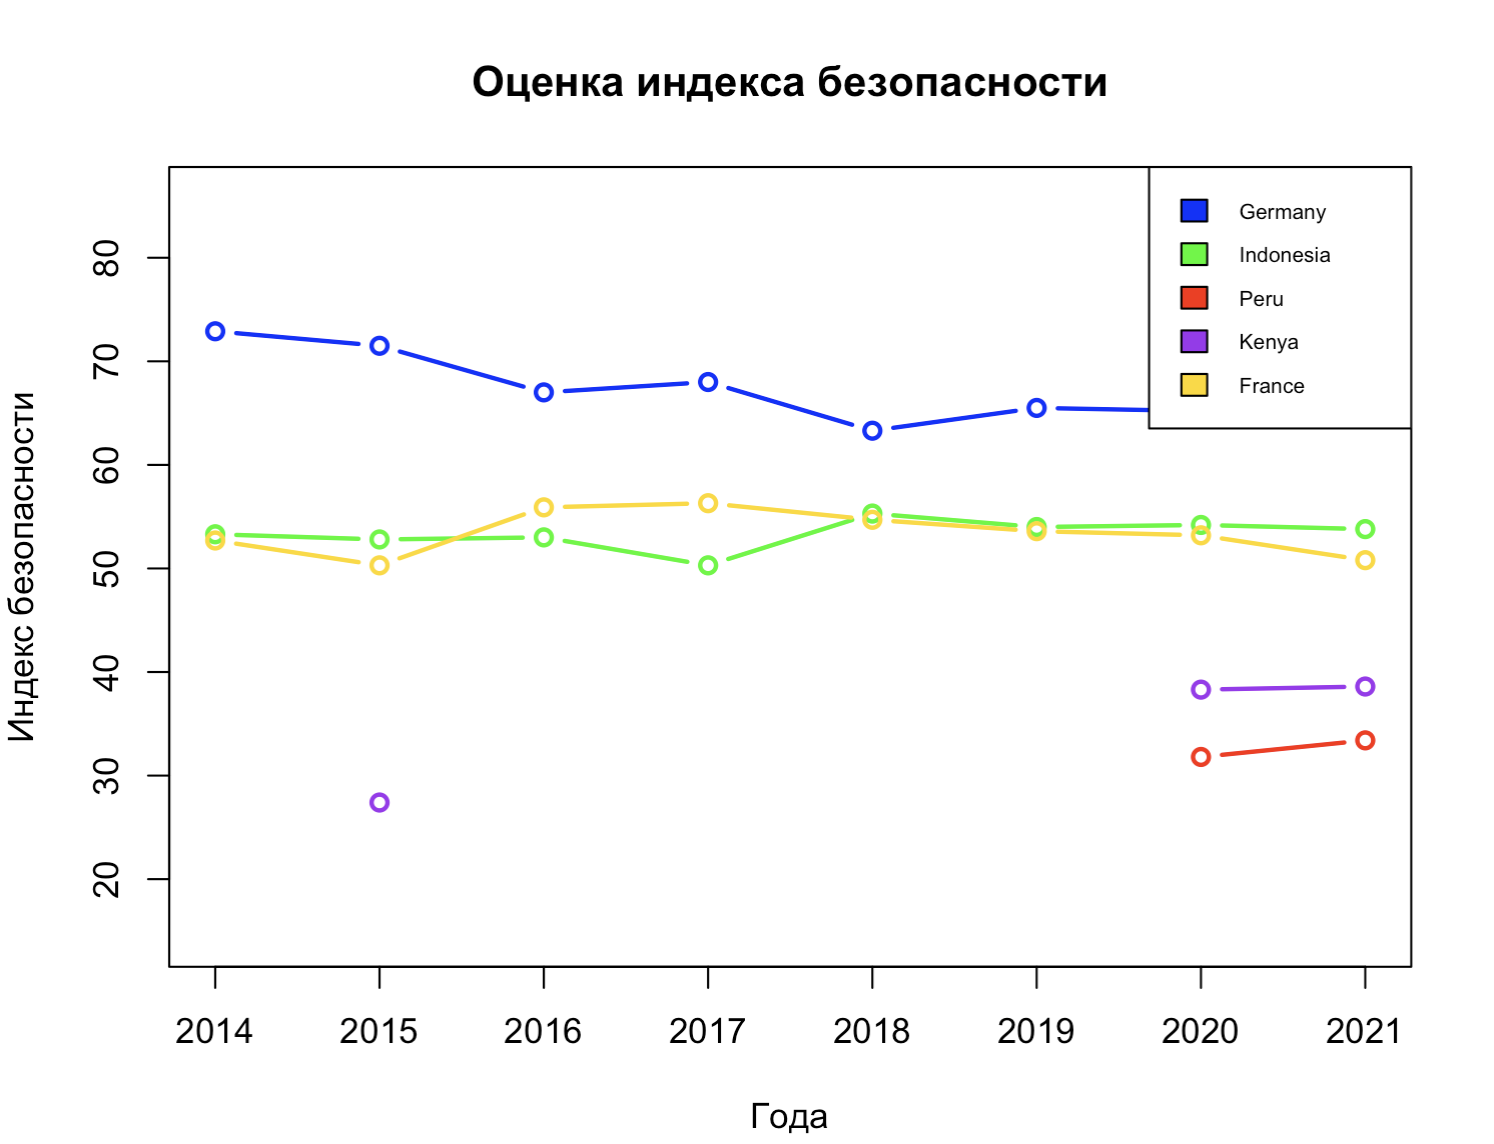 Оценка индекса безопасности
Germany
Indonesia
Peru
Kenya
France
Индекс безопасности
80
70
60
50
40
30
20
2014 2015 2016 2017 2018 2019 2020 2021
Года